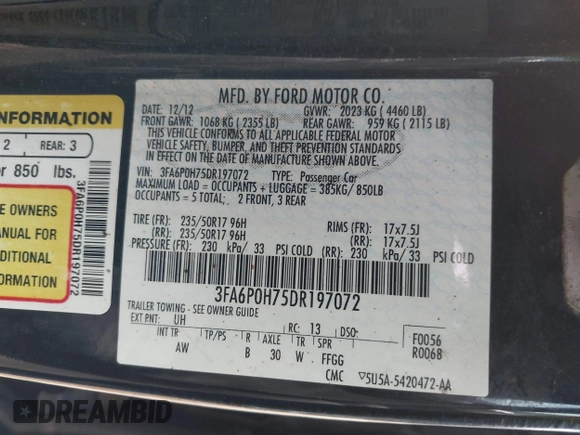 INFORMATION
2 REAR: 3
or 850 lbs.
E OWNERS
ANUAL FOR
DITIONAL
RMATION
3FA6P0H75DR197072
MFD. BY FORD MOTOR CO.
DATE: 12/12 GVWR: 2023 KG ( 4460 LB)
FRONT GAWR: 1068 KG ( 2355 LB) REAR GAWR: 959 KG ( 2115 LB)
THIS VEHICLE CONFORMS TO ALL APPLICABLE FEDERAL MOTOR
VEHICLE SAFETY, BUMPER, AND THEFT PREVENTION STANDARDS
IN EFFECT ON THE DATE OF MANUFACTURE SHOWN ABOVE.
VIN: 3FA6P0H75DR197072 TYPE: Passenger Car
MAXIMUM LOAD = OCCUPANTS + LUGGAGE = 385KG/ 850LB
OCCUPANTS = 5 TOTAL; 2 FRONT, 3 REAR
TIRE (FR): 235/50R17 96H RIMS (FR): 17x7.5J
(RR): 235/50R17 96H (RR): 17x7.5J
PRESSURE (FR): 230 kPa/ 33 PSI COLD (RR): 230 kPa/ 33 PSI COLD
3FA6P0H75DR197072
TRAILER TOWING - SEE OWNER GUIDE
EXT PNT: UH RC: 13 DSO: F0056
R0068
INT TR TP/PS R AXLE TR SPR
AW B 30 W FFGG
CMC ▽5U5A-5420472-AA
AUTODREAMBID